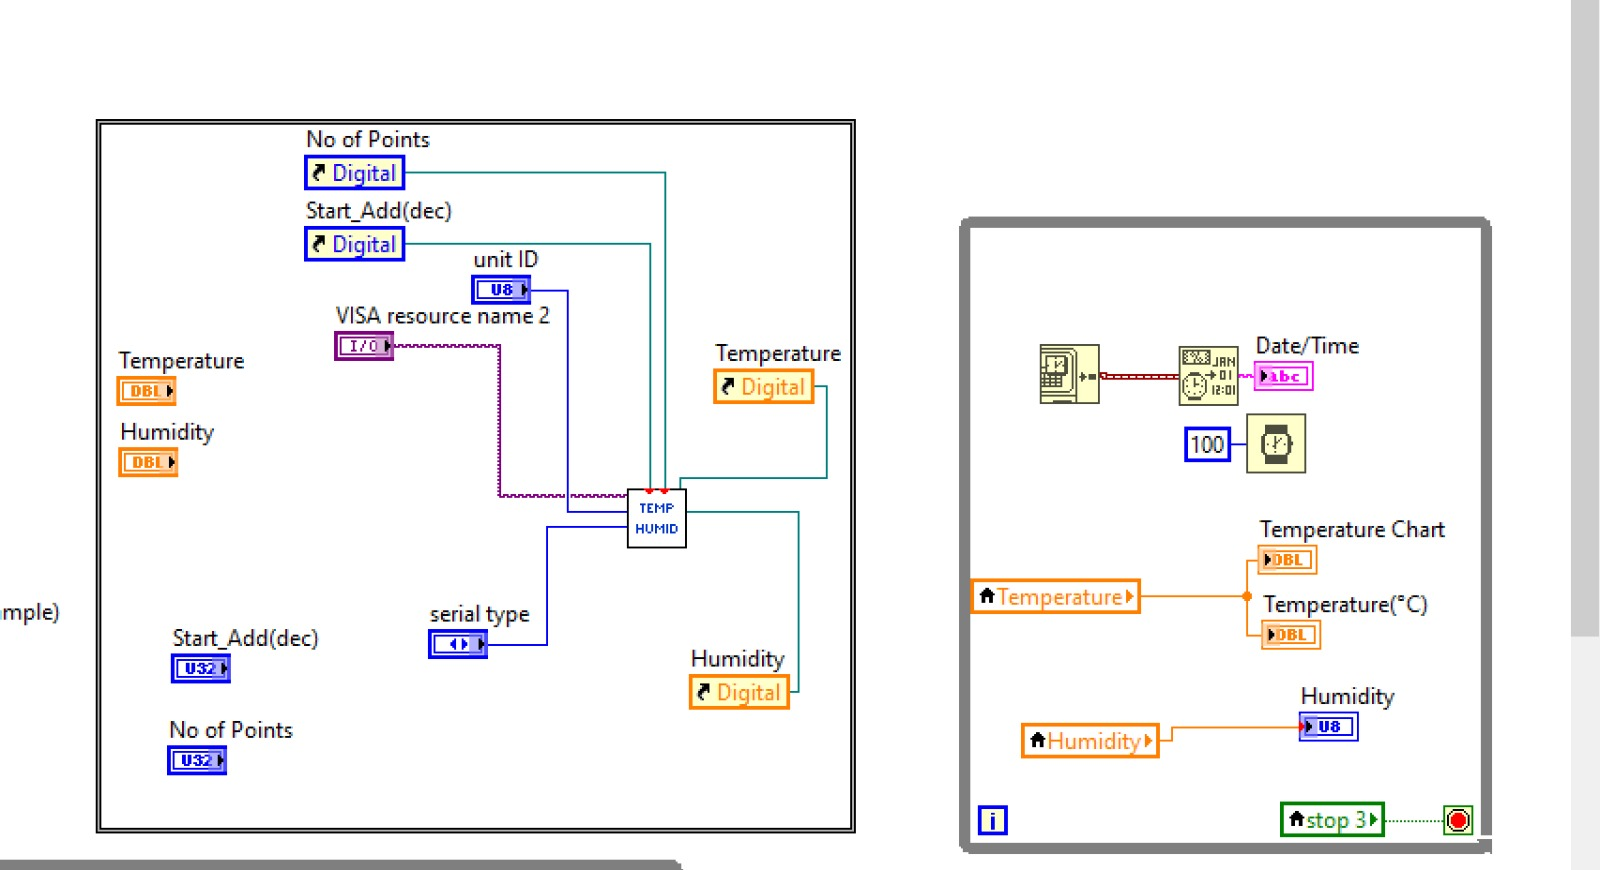 No of Points
Digital
Start_Add(dec)
Digital
unit ID
U8
VISA resource name 2
I/O
Temperature
DBL
Humidity
DBL
Temperature
Digital
TEMP
HUMID
serial type
Start_Add(dec)
U32
No of Points
U32
Humidity
Digital
mple)
JAN
01
12:01
Date/Time
abc
100
Temperature Chart
DBL
Temperature
Temperature(°C)
DBL
Humidity
U8
Humidity
i
stop 3